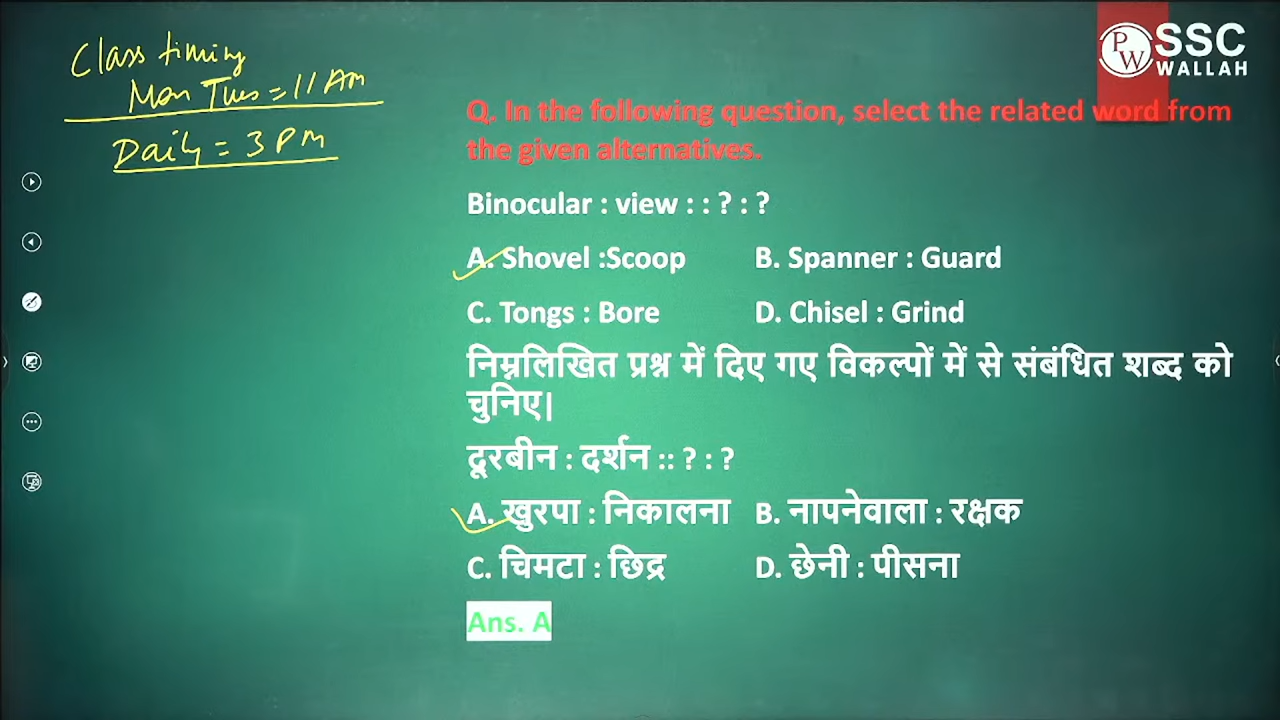 Class timing
Mon Tues = 11 Am
Daily = 3 PM
PW SSC
WALLAH
Q. In the following question, select the related word from
the given alternatives.
Binocular : view : : ? : ?
A. Shovel :Scoop B. Spanner : Guard
C. Tongs : Bore D. Chisel : Grind
निम्नलिखित प्रश्न में दिए गए विकल्पों में से संबंधित शब्द को
चुनिए।
दूरबीन : दर्शन :: ? : ?
A. खुरपा : निकालना B. नापनेवाला : रक्षक
C. चिमटा : छिद्र D. छेनी : पीसना
Ans. A